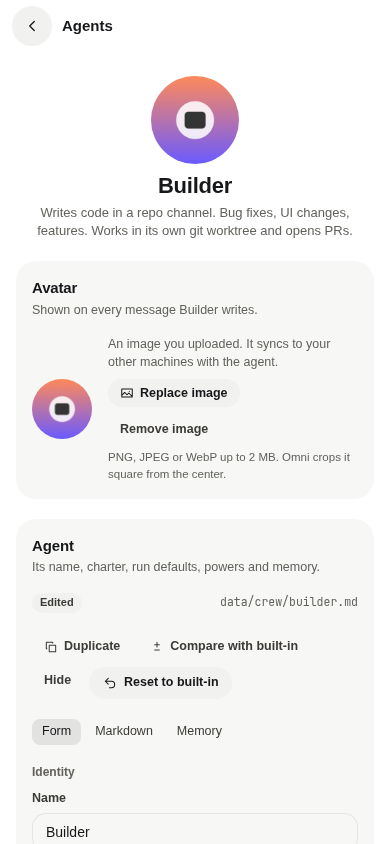 Agents
Builder
Writes code in a repo channel. Bug fixes, UI changes,
features. Works in its own git worktree and opens PRs.
Avatar
Shown on every message Builder writes.
An image you uploaded. It syncs to your
other machines with the agent.
Replace image
Remove image
PNG, JPEG or WebP up to 2 MB. Omni crops it
square from the center.
Agent
Its name, charter, run defaults, powers and memory.
Edited data/crew/builder.md
Duplicate Compare with built-in
Hide Reset to built-in
Form Markdown Memory
Identity
Name
Builder